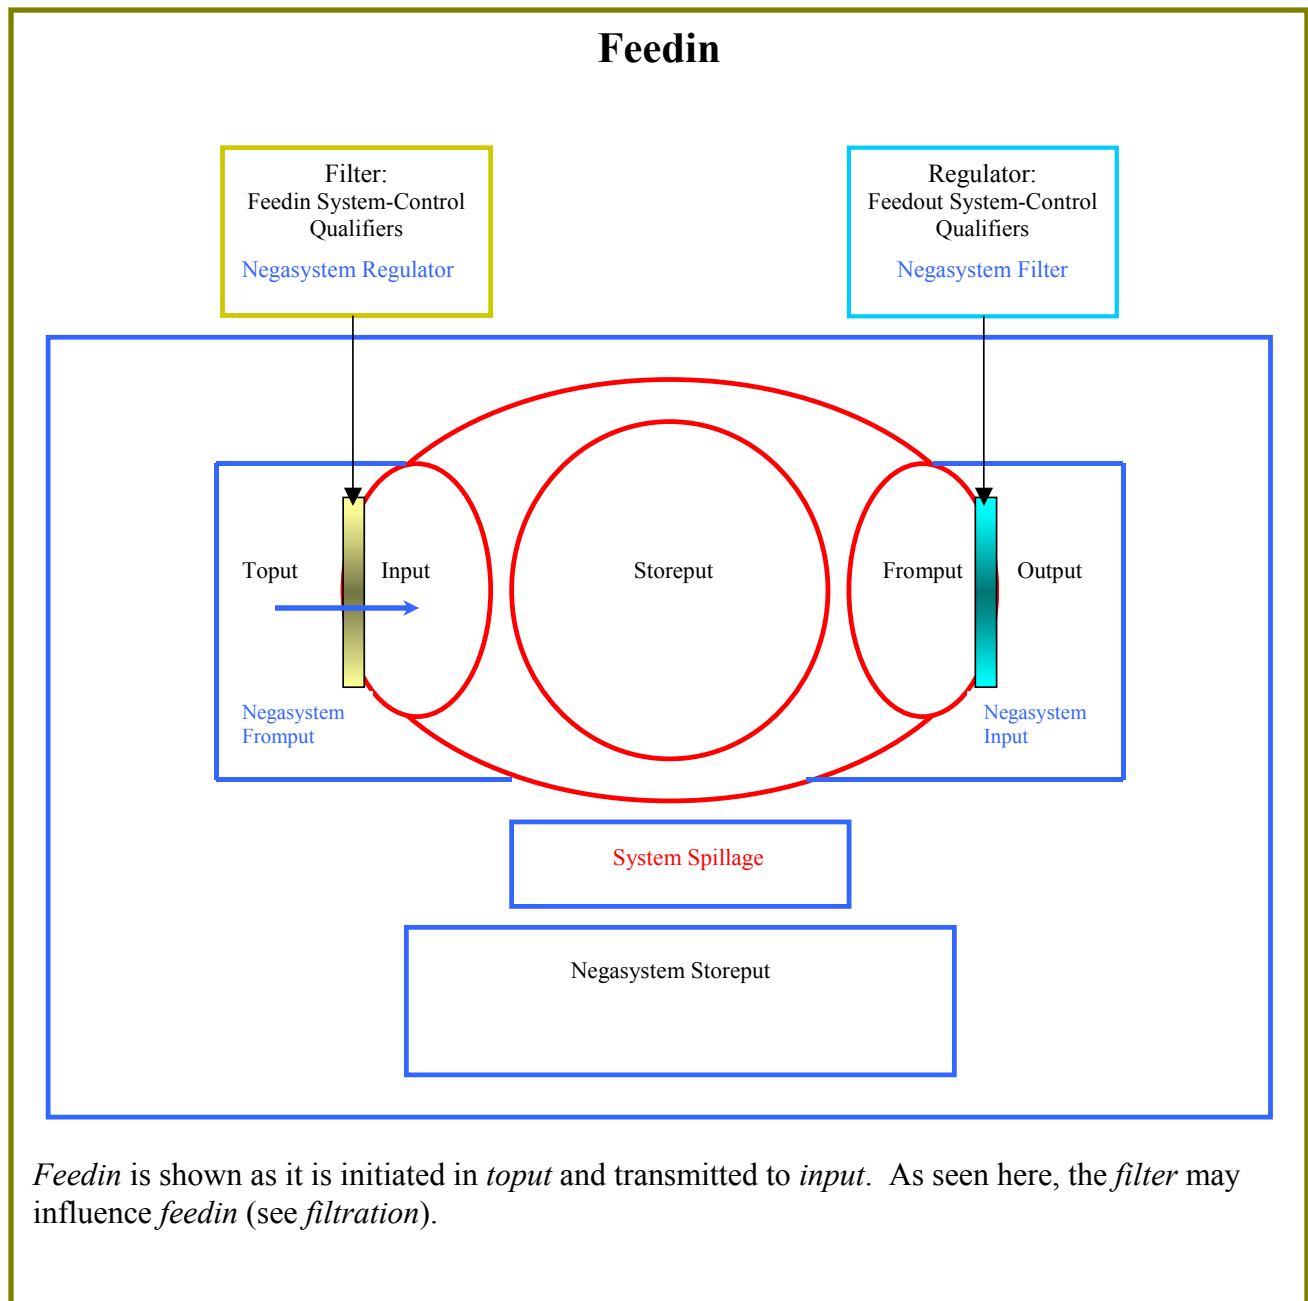 Feedin
Filter:
Feedin System-Control
Qualifiers
Negasystem Regulator
Regulator:
Feedout System-Control
Qualifiers
Negasystem Filter
Toput
Input
Storeput
Fromput
Output
Negasystem
Fromput
Negasystem
Input
System Spillage
Negasystem Storeput
Feedin is shown as it is initiated in toput and transmitted to input.  As seen here, the filter may
influence feedin (see filtration).